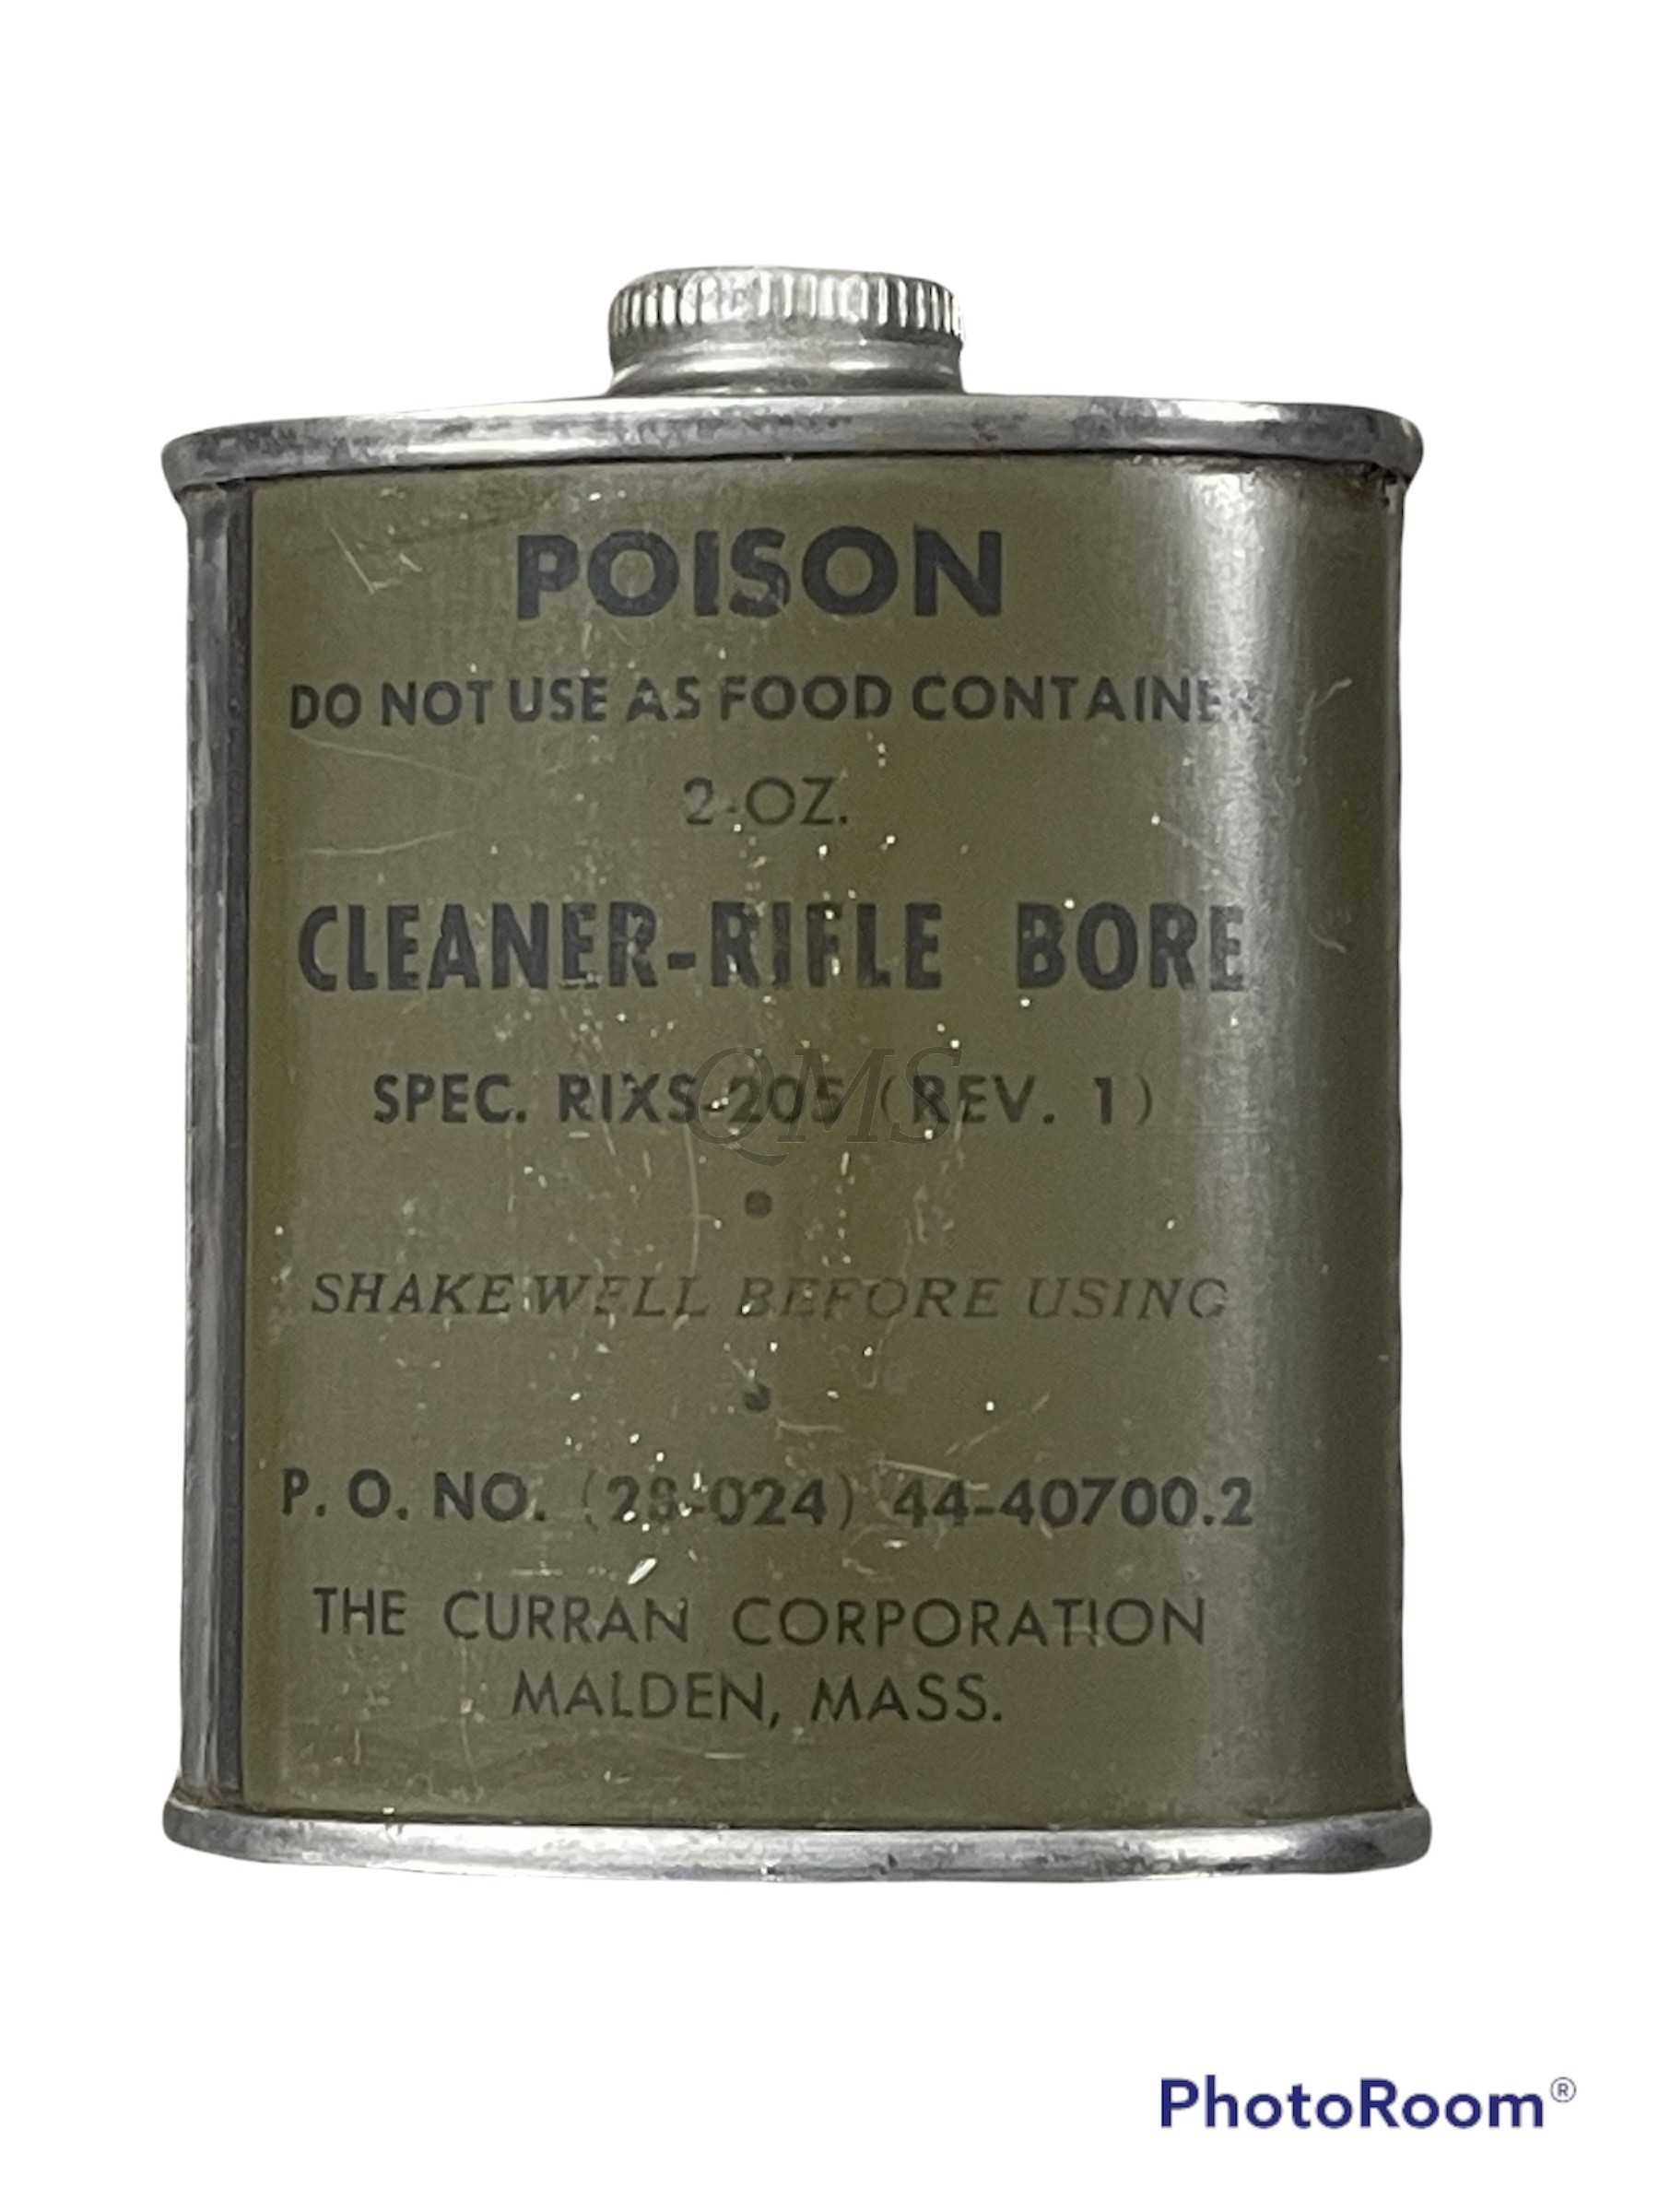 POISON
DO NOT USE AS FOOD CONTAINER
2-OZ.
CLEANER-RIFLE BORE
SPEC. RIXS-205 (REV. 1)
QMS
SHAKE WELL BEFORE USING
P. O. NO. (28-024) 44-40700.2
THE CURRAN CORPORATION
MALDEN, MASS.
PhotoRoom®